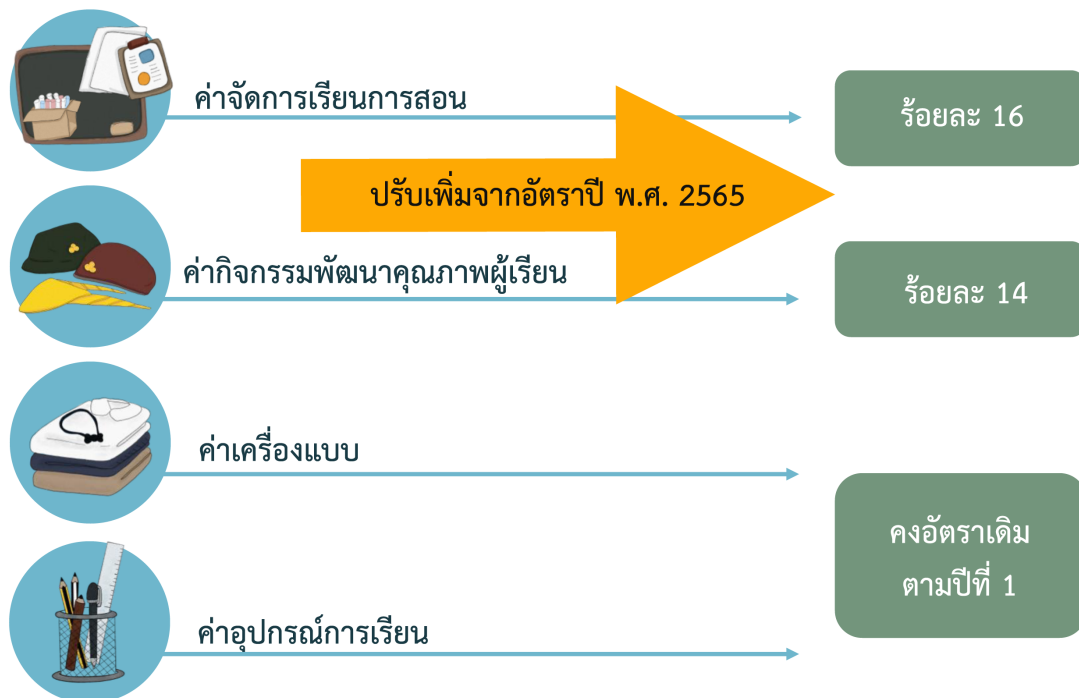 ค่าจัดการเรียนการสอน
ร้อยละ 16
ปรับเพิ่มจากอัตราปี พ.ศ. 2565
ค่ากิจกรรมพัฒนาคุณภาพผู้เรียน
ร้อยละ 14
ค่าเครื่องแบบ
คงอัตราเดิม
ตามปีที่ 1
ค่าอุปกรณ์การเรียน